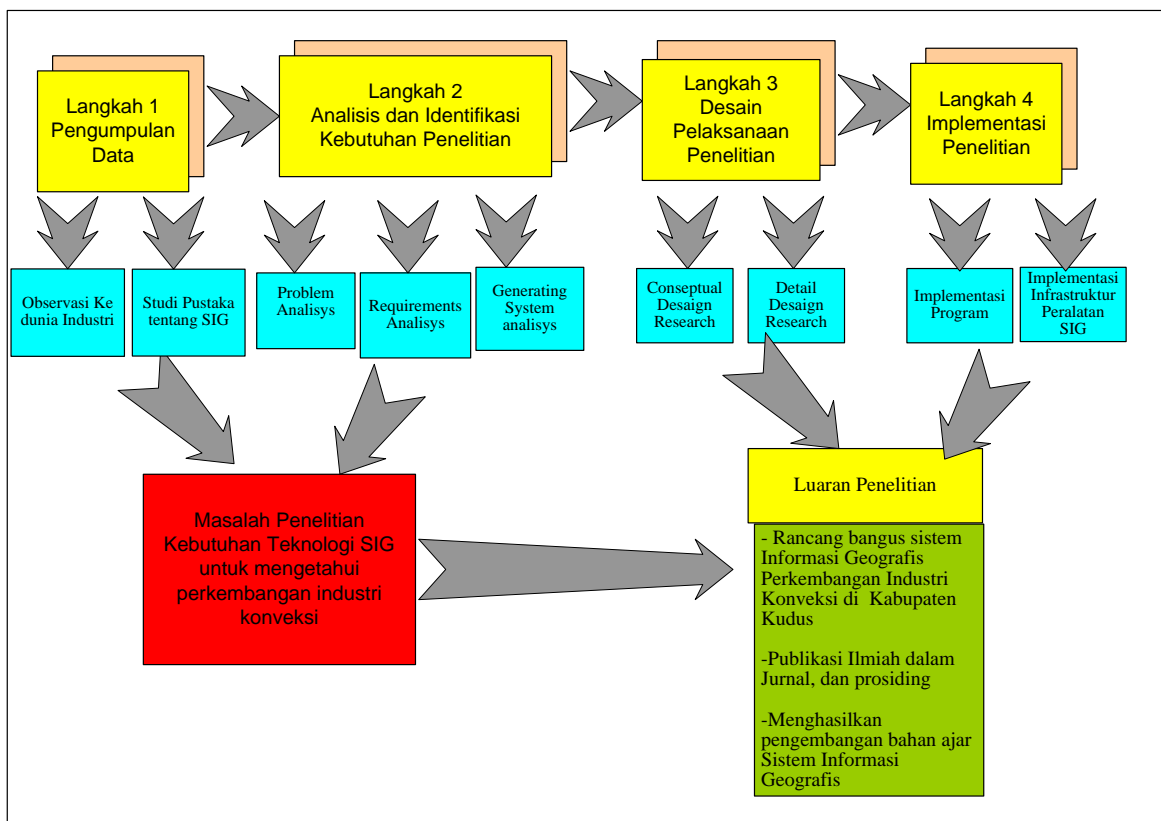 Langkah 1
Pengumpulan
Data
Langkah 2
Analisis dan Identifikasi
Kebutuhan Penelitian
Langkah 3
Desain
Pelaksanaan
Penelitian
Langkah 4
Implementasi
Penelitian
Observasi Ke
dunia Industri
Studi Pustaka
tentang SIG
Problem
Analisys
Requirements
Analisys
Generating
System
analisys
Conseptual
Desaign
Research
Detail
Desaign
Research
Implementasi
Program
Implementasi
Infrastruktur
Peralatan
SIG
Masalah Penelitian
Kebutuhan Teknologi SIG
untuk mengetahui
perkembangan industri
konveksi
Luaran Penelitian
- Rancang bangus sistem
Informasi Geografis
Perkembangan Industri
Konveksi di Kabupaten
Kudus
-Publikasi Ilmiah dalam
Jurnal, dan prosiding
-Menghasilkan
pengembangan bahan ajar
Sistem Informasi
Geografis